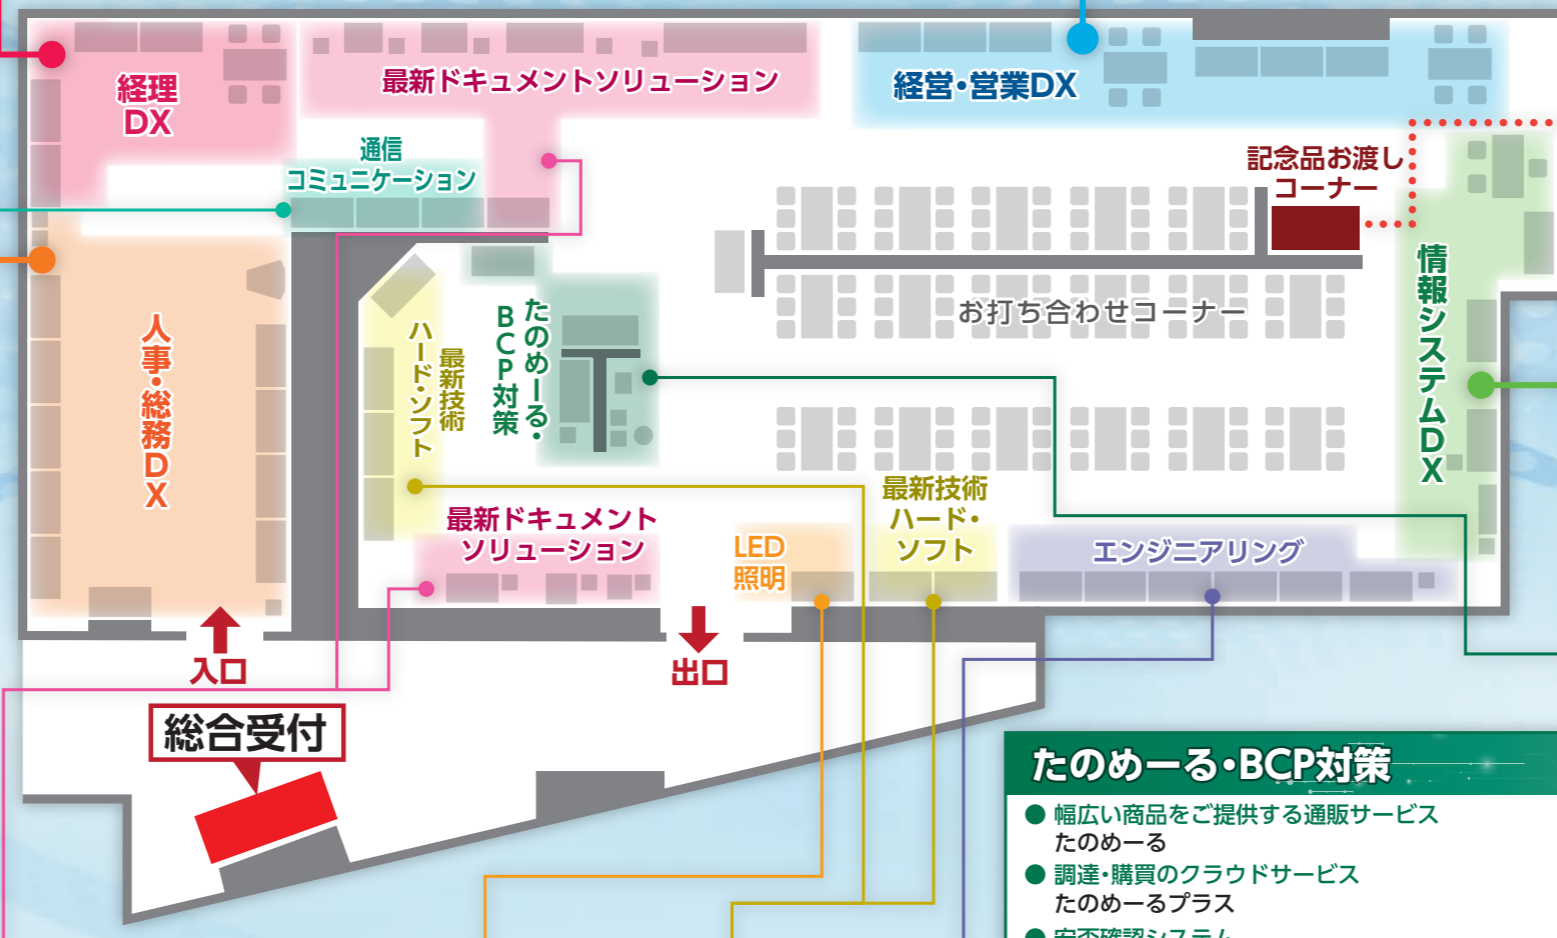 経理
DX
最新ドキュメントソリューション
経営・営業DX
通信
コミュニケーション
記念品お渡し
コーナー
お打ち合わせコーナー
情報システムDX
人事・総務DX
最新技術
ハード・ソフト
たのめーる・
BCP対策
最新ドキュメント
ソリューション
LED
照明
最新技術
ハード・
ソフト
エンジニアリング
入口
出口
総合受付
たのめーる・BCP対策
● 幅広い商品をご提供する通販サービス
たのめーる
● 調達・購買のクラウドサービス
たのめーるプラス
● 安否確認システム